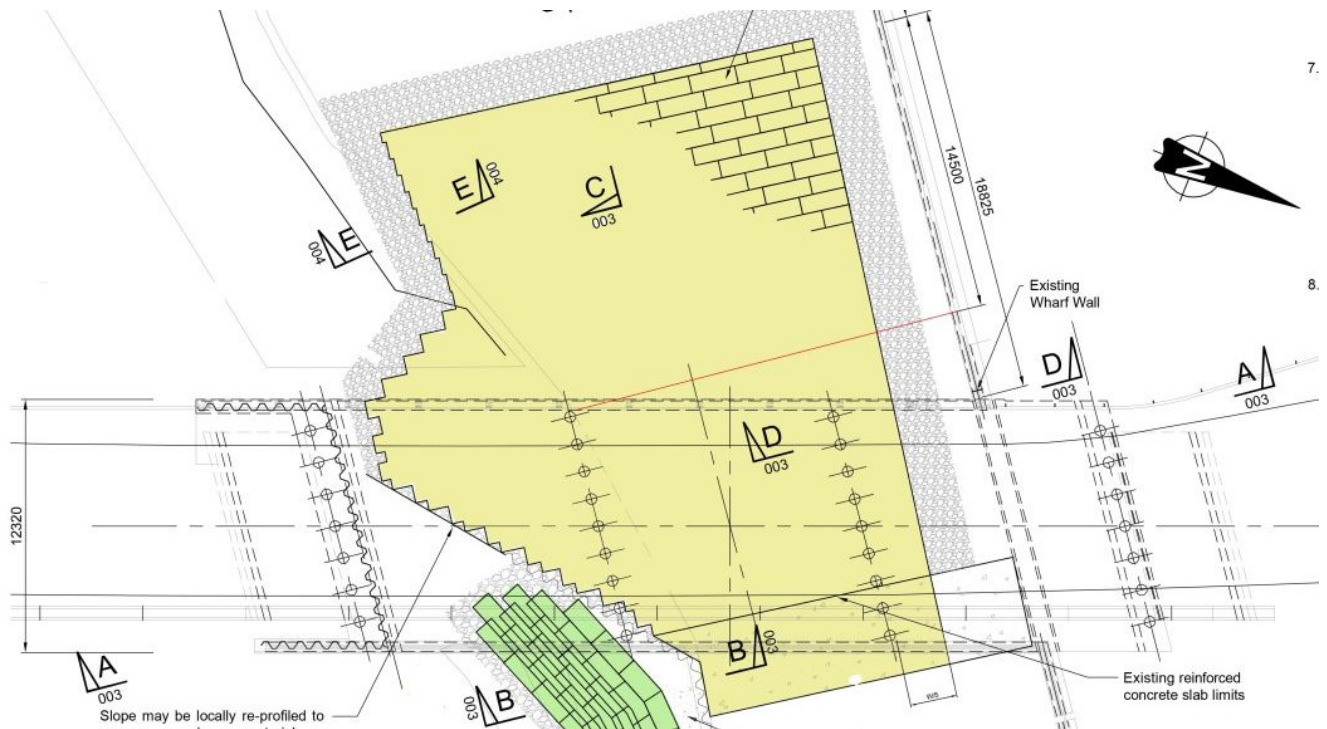 7.
E
004
C
003
14500
18825
N
E
004
8.
Existing
Wharf Wall
D
003
A
003
D
003
12320
B
003
A
003
B
003
Existing reinforced
concrete slab limits
Slope may be locally re-profiled to